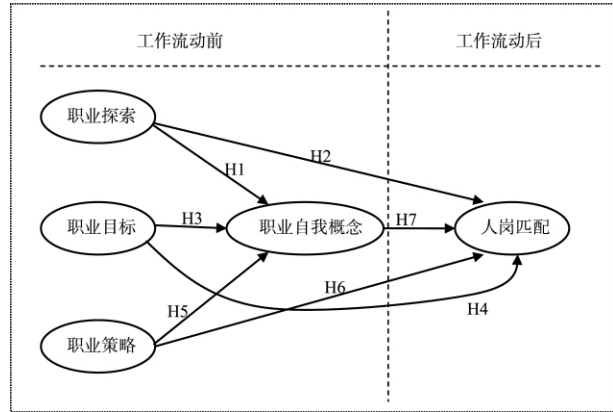 工作流动前
工作流动后
职业探索
H2
H1
职业目标
H3
职业自我概念
H7
人岗匹配
H6
H5
H4
职业策略